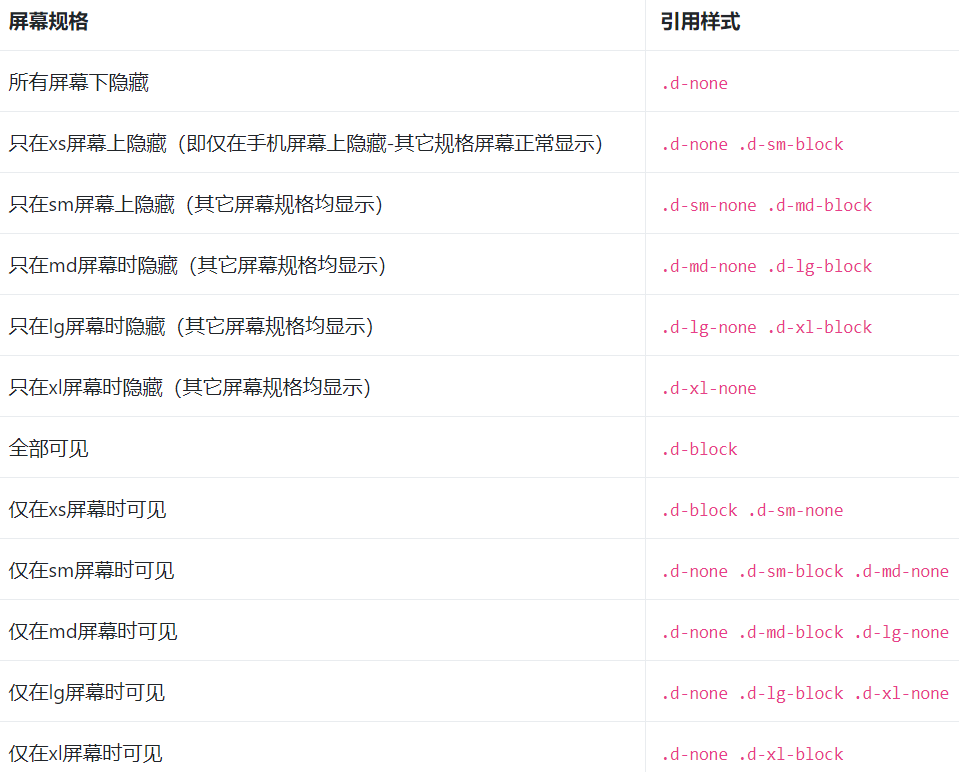 屏幕规格 引用样式
所有屏幕下隐藏 .d-none
只在xs屏幕上隐藏（即仅在手机屏幕上隐藏-其它规格屏幕正常显示） .d-none .d-sm-block
只在sm屏幕上隐藏（其它屏幕规格均显示） .d-sm-none .d-md-block
只在md屏幕时隐藏（其它屏幕规格均显示） .d-md-none .d-lg-block
只在lg屏幕时隐藏（其它屏幕规格均显示） .d-lg-none .d-xl-block
只在xl屏幕时隐藏（其它屏幕规格均显示） .d-xl-none
全部可见 .d-block
仅在xs屏幕时可见 .d-block .d-sm-none
仅在sm屏幕时可见 .d-none .d-sm-block .d-md-none
仅在md屏幕时可见 .d-none .d-md-block .d-lg-none
仅在lg屏幕时可见 .d-none .d-lg-block .d-xl-none
仅在xl屏幕时可见 .d-none .d-xl-block